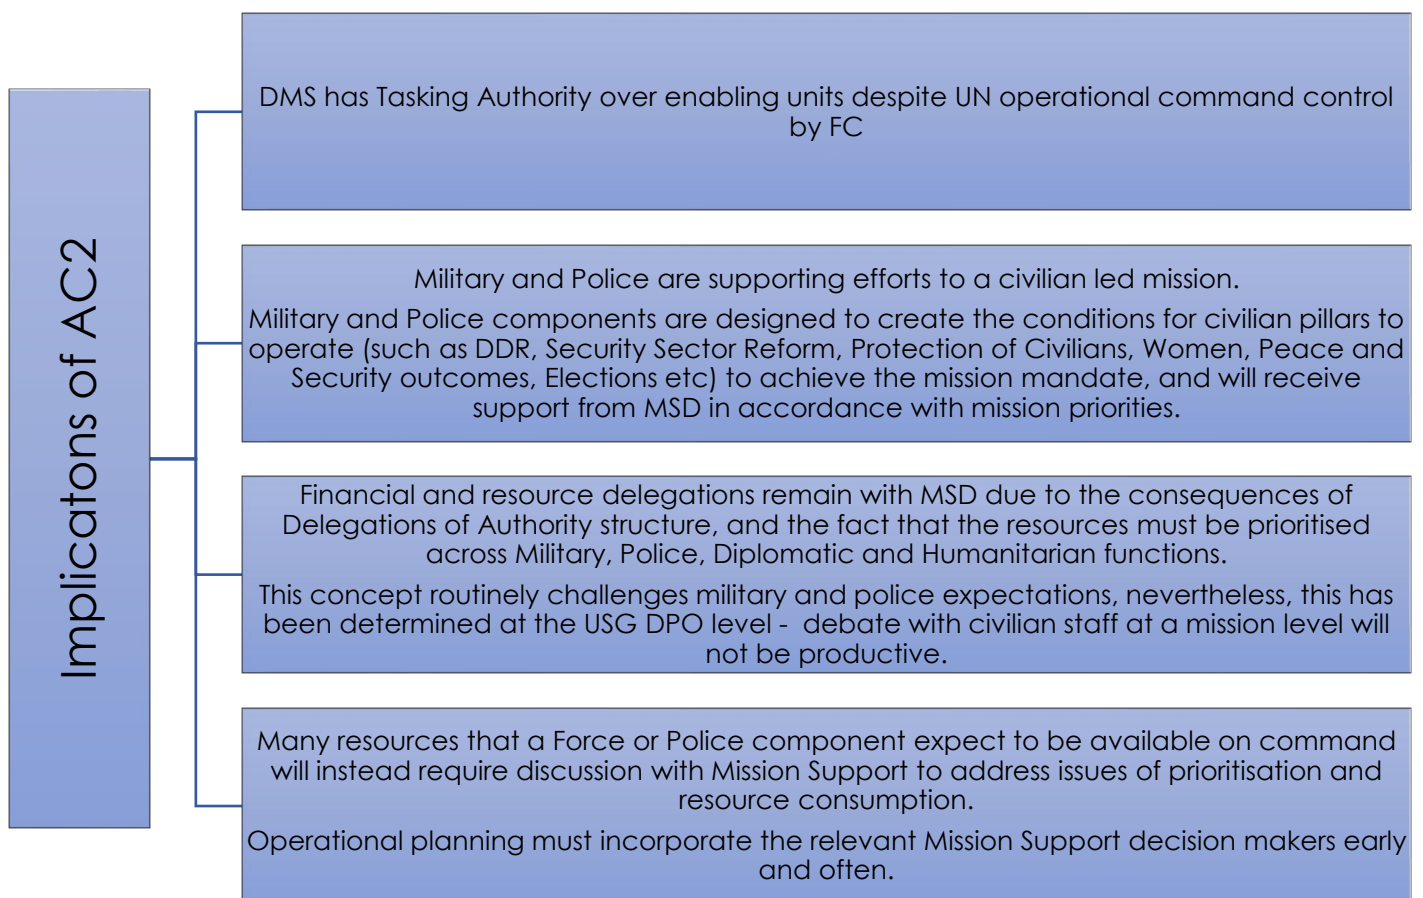 Implicatons of AC2
DMS has Tasking Authority over enabling units despite UN operational command control
by FC
Military and Police are supporting efforts to a civilian led mission.
Military and Police components are designed to create the conditions for civilian pillars to
operate (such as DDR, Security Sector Reform, Protection of Civilians, Women, Peace and
Security outcomes, Elections etc) to achieve the mission mandate, and will receive
support from MSD in accordance with mission priorities.
Financial and resource delegations remain with MSD due to the consequences of
Delegations of Authority structure, and the fact that the resources must be prioritised
across Military, Police, Diplomatic and Humanitarian functions.
This concept routinely challenges military and police expectations, nevertheless, this has
been determined at the USG DPO level -  debate with civilian staff at a mission level will
not be productive.
Many resources that a Force or Police component expect to be available on command
will instead require discussion with Mission Support to address issues of prioritisation and
resource consumption.
Operational planning must incorporate the relevant Mission Support decision makers early
and often.